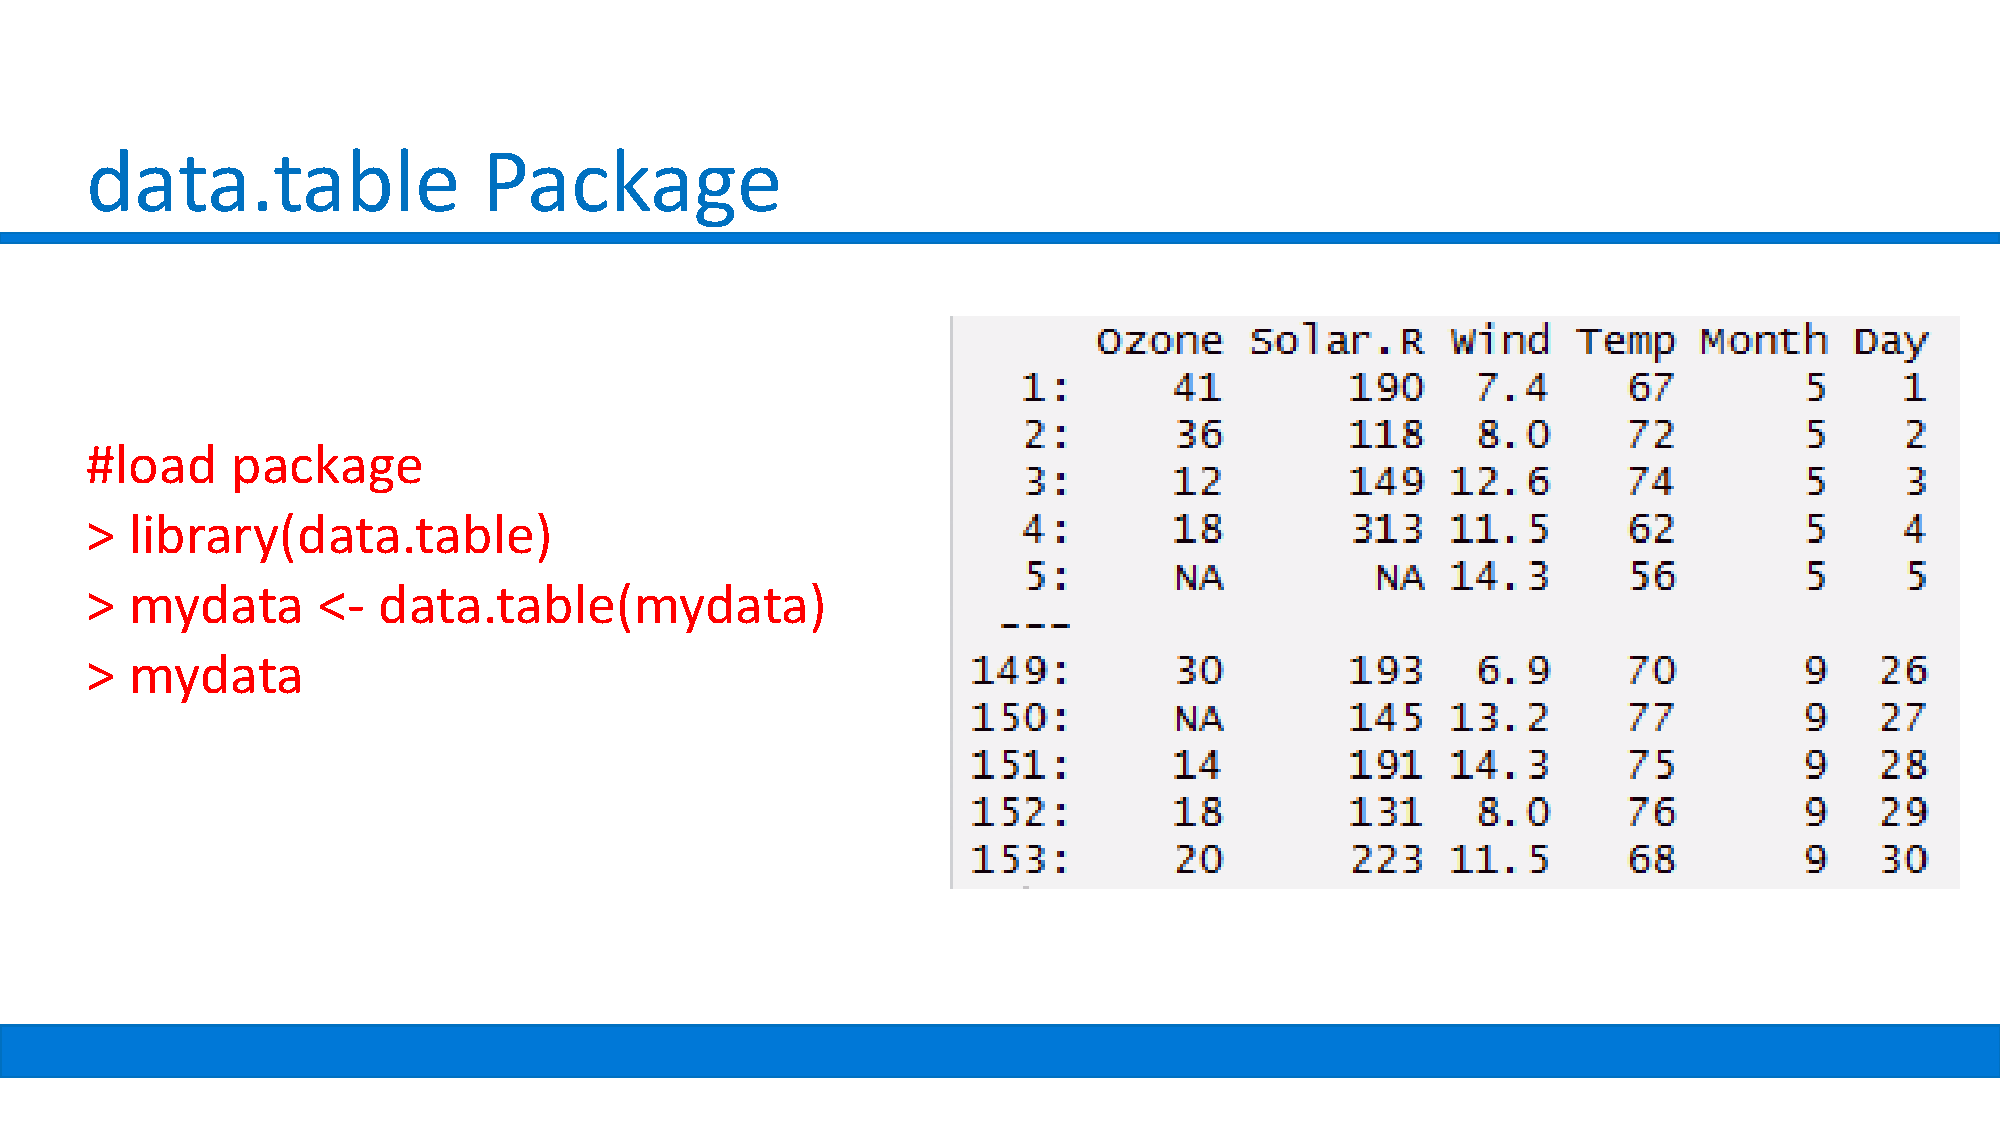 data.table Package
#load package
> library(data.table)
> mydata <- data.table(mydata)
> mydata
Ozone Solar.R Wind Temp Month Day
1: 41 190 7.4 67 5 1
2: 36 118 8.0 72 5 2
3: 12 149 12.6 74 5 3
4: 18 313 11.5 62 5 4
5: NA NA 14.3 56 5 5
---
149: 30 193 6.9 70 9 26
150: NA 145 13.2 77 9 27
151: 14 191 14.3 75 9 28
152: 18 131 8.0 76 9 29
153: 20 223 11.5 68 9 30